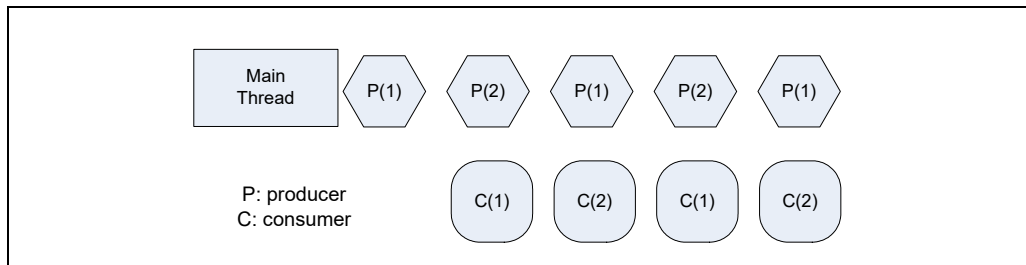 Main
Thread
P(1)
P(2)
P(1)
P(2)
P(1)
P: producer
C: consumer
C(1)
C(2)
C(1)
C(2)